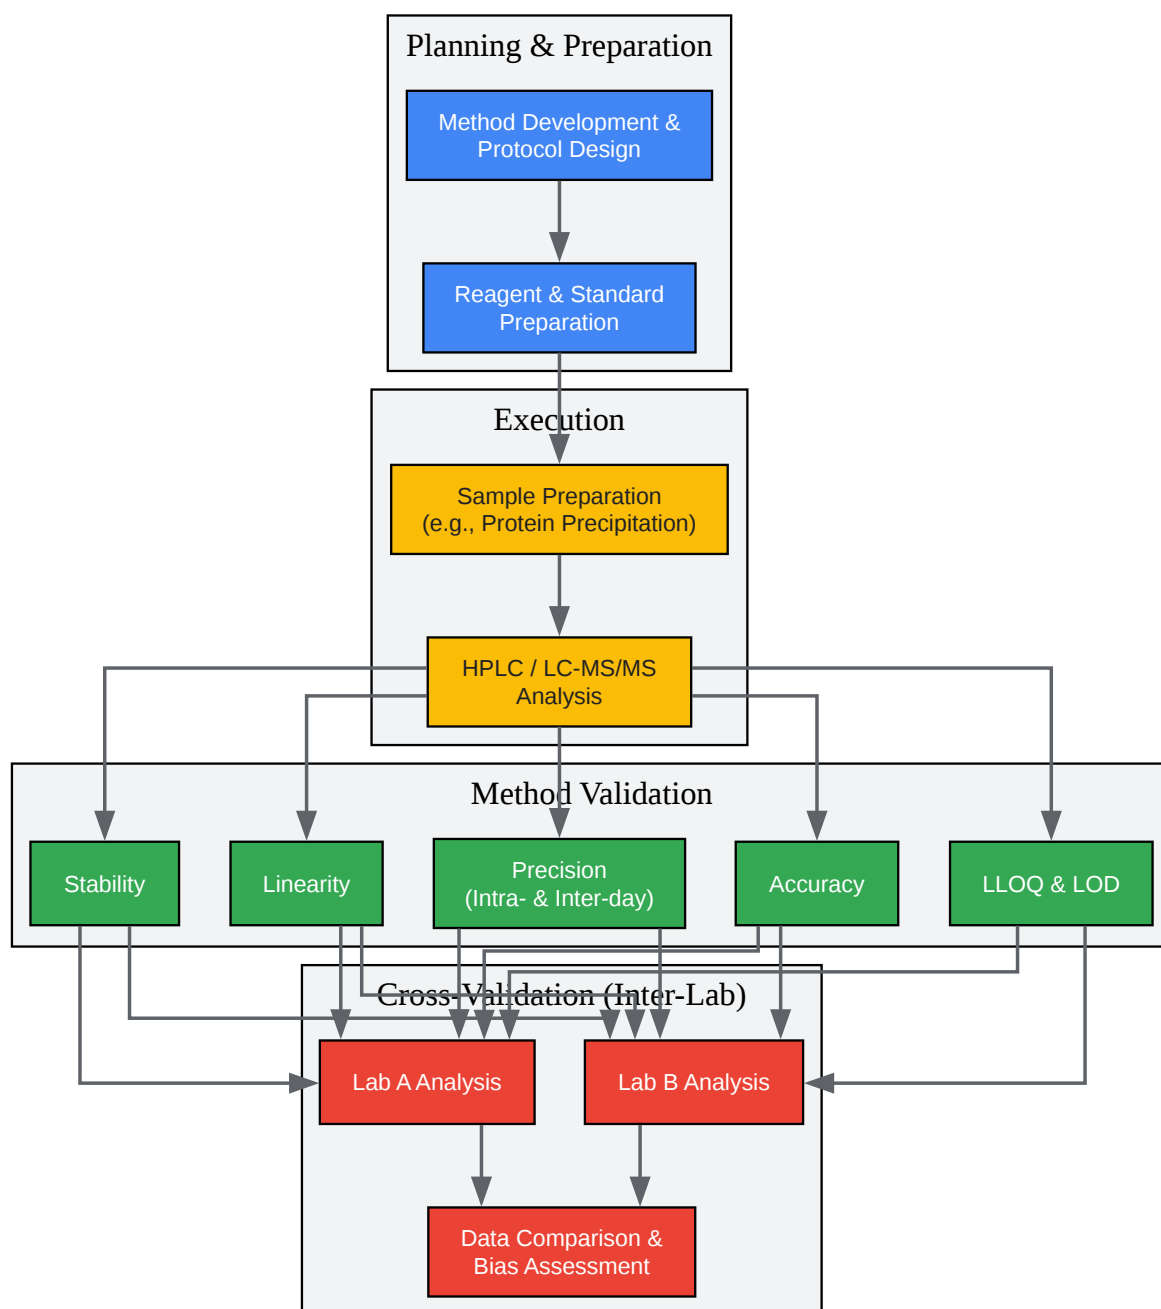 Planning & Preparation
Method Development &
Protocol Design
Reagent & Standard
Preparation
Execution
Sample Preparation
(e.g., Protein Precipitation)
HPLC / LC-MS/MS
Analysis
Method Validation
Stability
Linearity
Precision
(Intra- & Inter-day)
Accuracy
LLOQ & LOD
Cross-Validation (Inter-Lab)
Lab A Analysis
Lab B Analysis
Data Comparison &
Bias Assessment